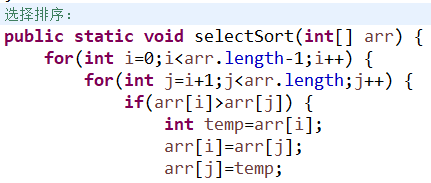 选择排序：
public static void selectSort(int[] arr) {
    for(int i=0;i<arr.length-1;i++) {
        for(int j=i+1;j<arr.length;j++) {
            if(arr[i]>arr[j]) {
                int temp=arr[i];
                arr[i]=arr[j];
                arr[j]=temp;